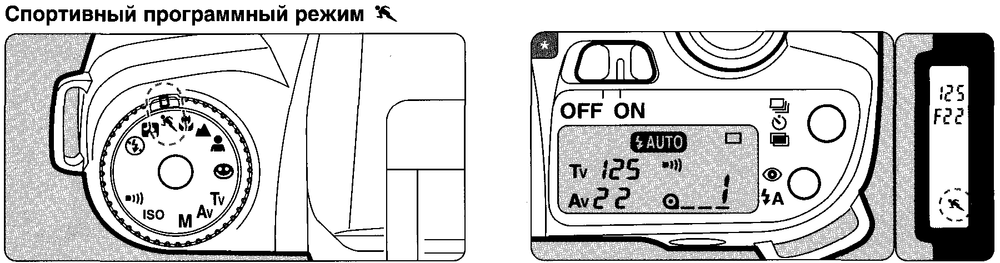 Спортивный программный режим
Tv
Av
M
ISO
OFF ON
AUTO
Tv 125
Av 22
1
A
125
F22